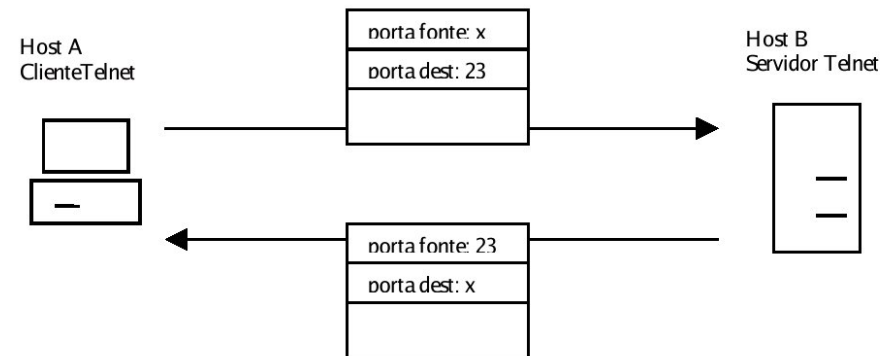 Host A
ClienteTelnet
porta fonte: x
porta dest: 23
Host B
Servidor Telnet
porta fonte: 23
porta dest: x